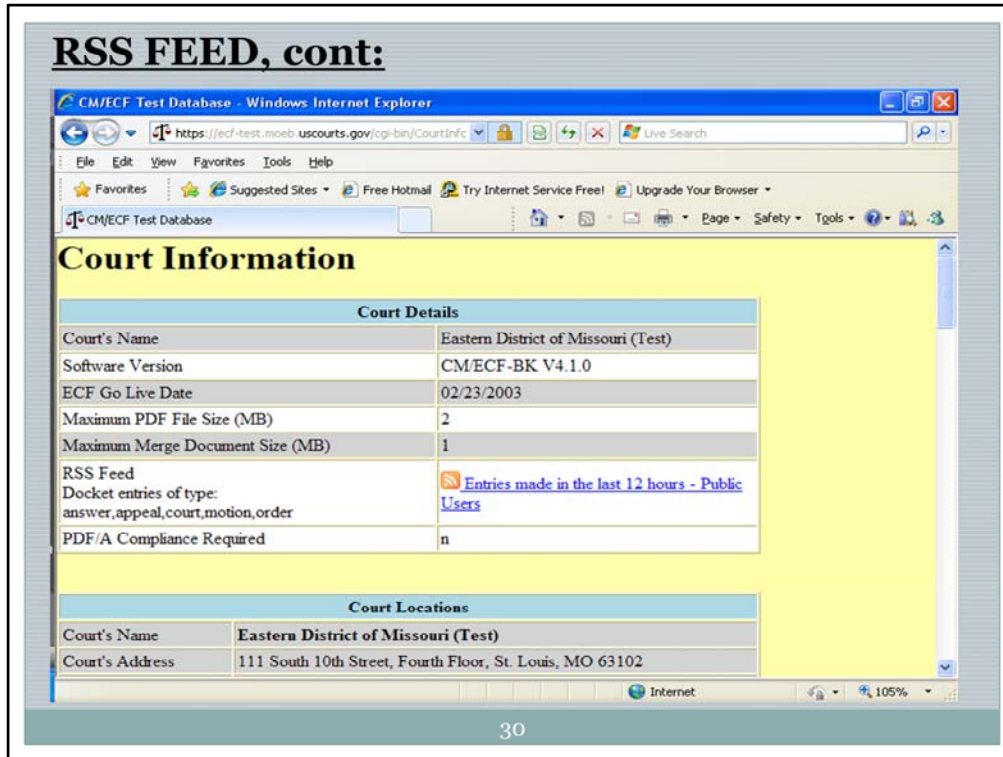 RSS FEED, cont:
CM/ECF Test Database - Windows Internet Explorer
https://ecf-test.moeb.uscourts.gov/cgi-bin/CourtInfc
Live Search
File Edit View Favorites Tools Help
Favorites Suggested Sites Free Hotmail Try Internet Service Free! Upgrade Your Browser
CM/ECF Test Database Page Safety Tools
Court Information
Court Details
Court's Name Eastern District of Missouri (Test)
Software Version CM/ECF-BK V4.1.0
ECF Go Live Date 02/23/2003
Maximum PDF File Size (MB) 2
Maximum Merge Document Size (MB) 1
RSS Feed
Docket entries of type:
answer,appeal,court,motion,order
Entries made in the last 12 hours - Public
Users
PDF/A Compliance Required n
Court Locations
Court's Name Eastern District of Missouri (Test)
Court's Address 111 South 10th Street, Fourth Floor, St. Louis, MO 63102
Internet 105%
30